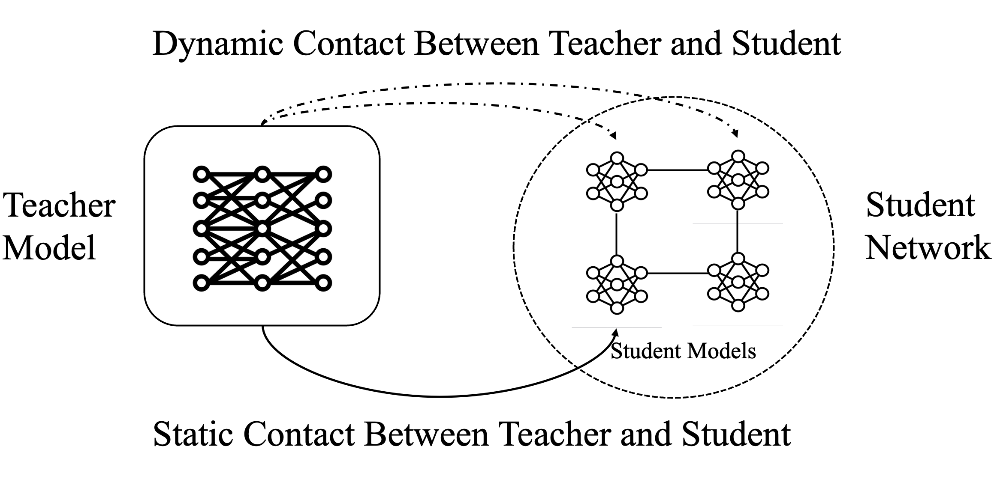 Dynamic Contact Between Teacher and Student
Teacher
Model
Student
Network
Student Models
Static Contact Between Teacher and Student